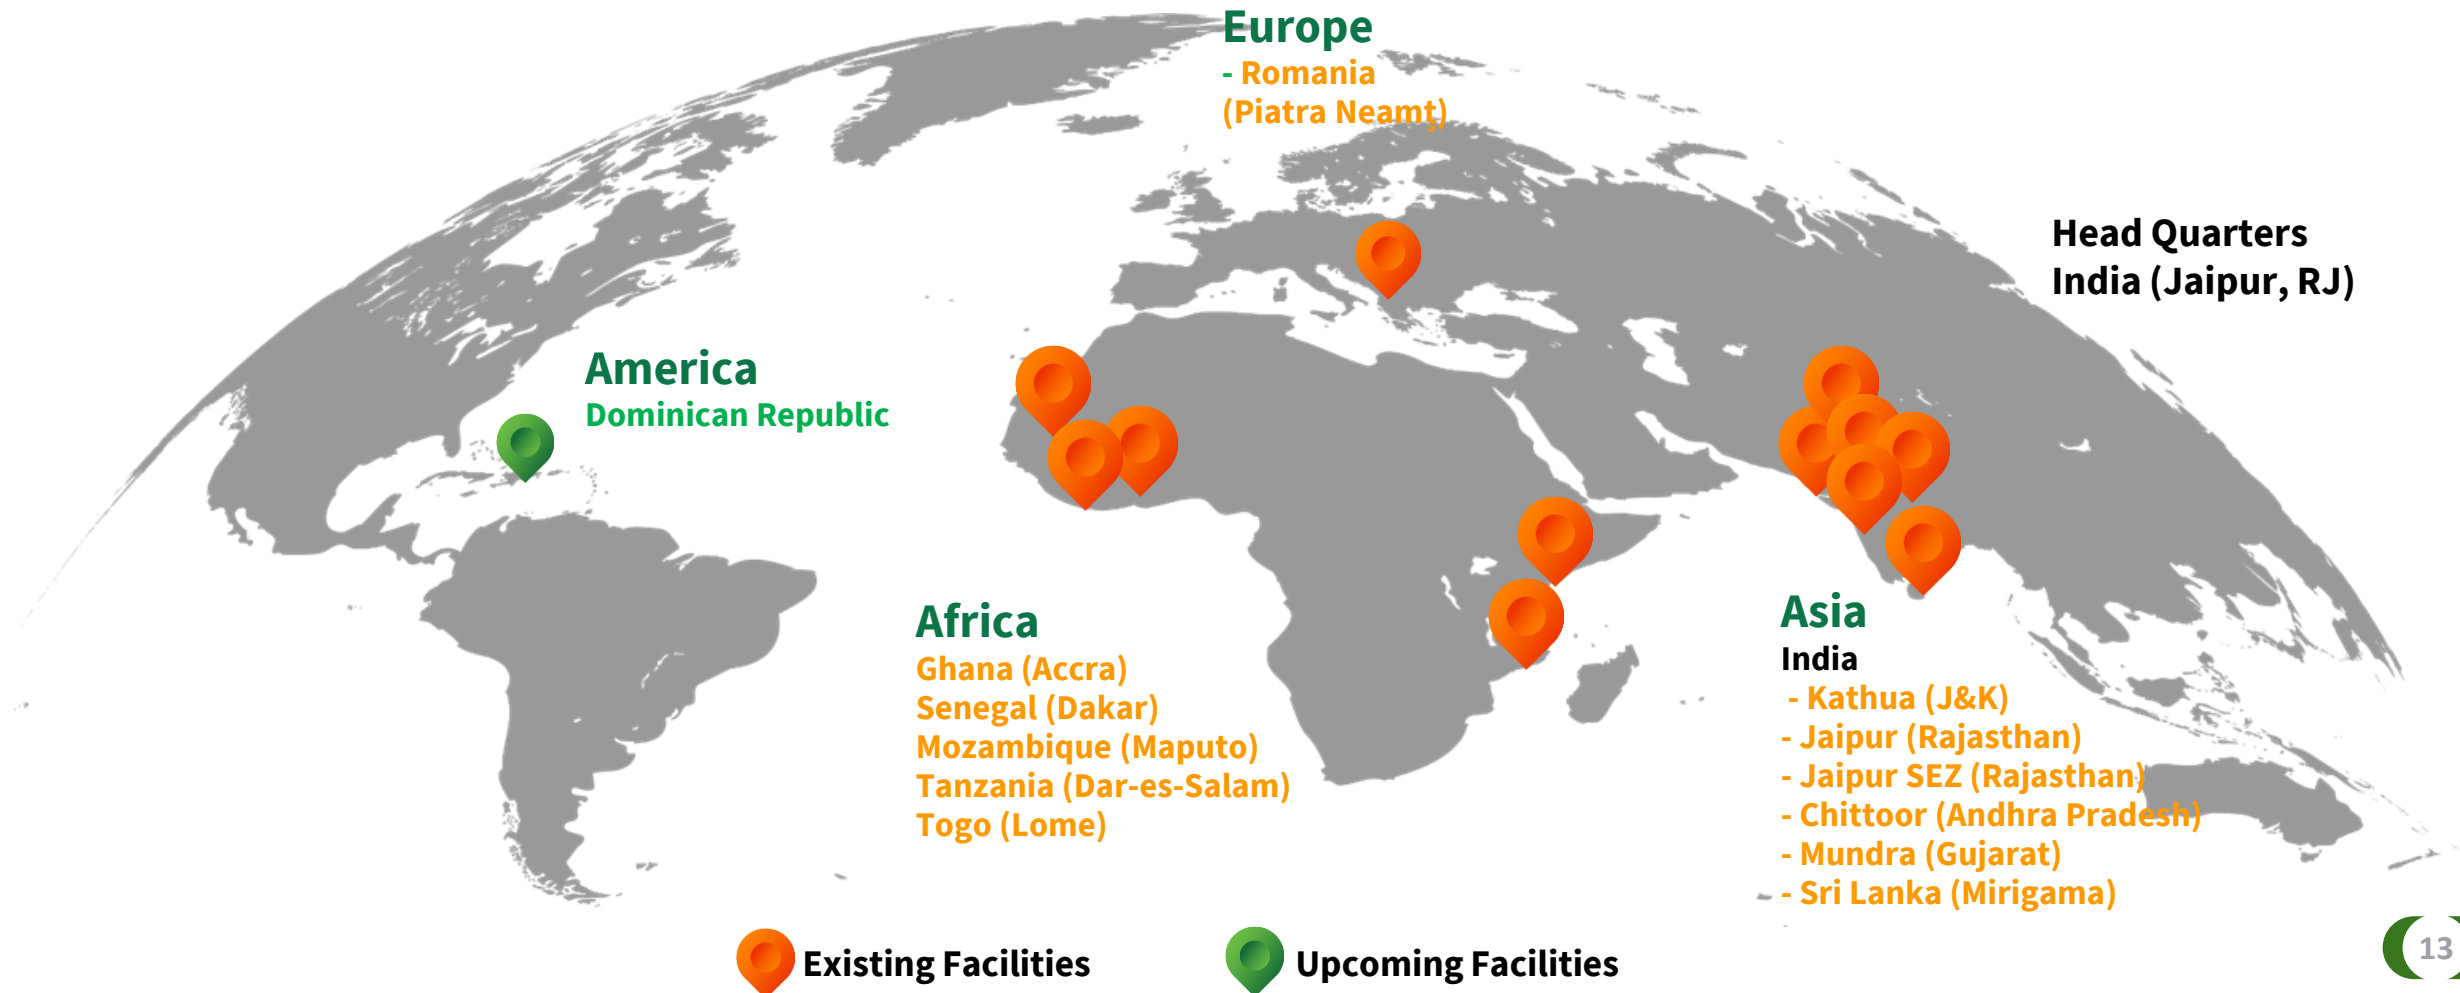 Europe
- Romania
(Piatra Neamţ)
Head Quarters
India (Jaipur, RJ)
America
Dominican Republic
Africa
Ghana (Accra)
Senegal (Dakar)
Mozambique (Maputo)
Tanzania (Dar-es-Salam)
Togo (Lome)
Asia
India
- Kathua (J&K)
- Jaipur (Rajasthan)
- Jaipur SEZ (Rajasthan)
- Chittoor (Andhra Pradesh)
- Mundra (Gujarat)
- Sri Lanka (Mirigama)
Existing Facilities
Upcoming Facilities
13